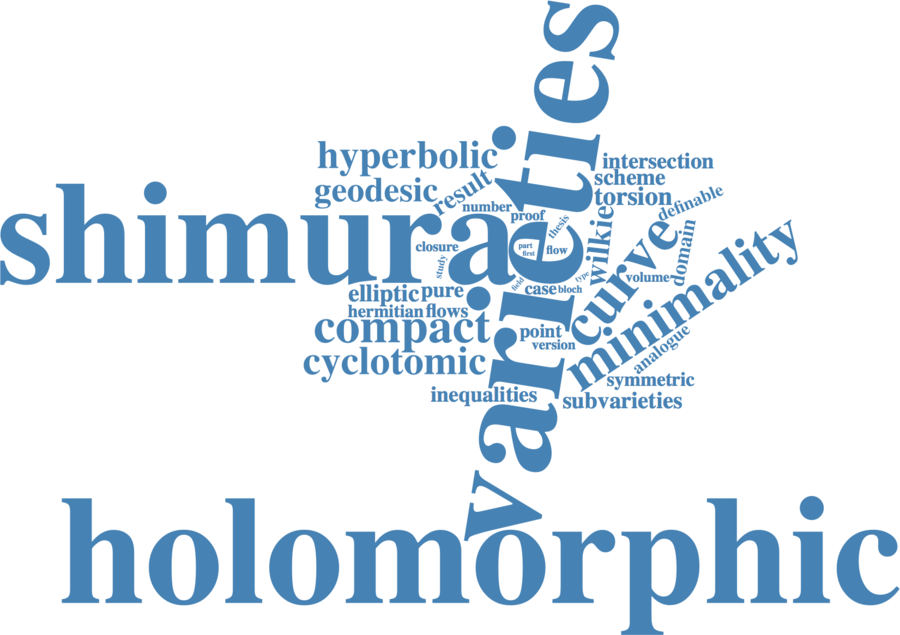 varieties
hyperbolic
intersection
scheme
geodesic
result
torsion
definable
shimura
number
proof
thesis
wilkie
curve
domain
minimality
closure
part
first
flow
study
field
type
volume
elliptic
pure
case
bloch
hermitian
flows
compact
point
version
analogue
cyclotomic
symmetric
inequalities
subvarieties
holomorphic